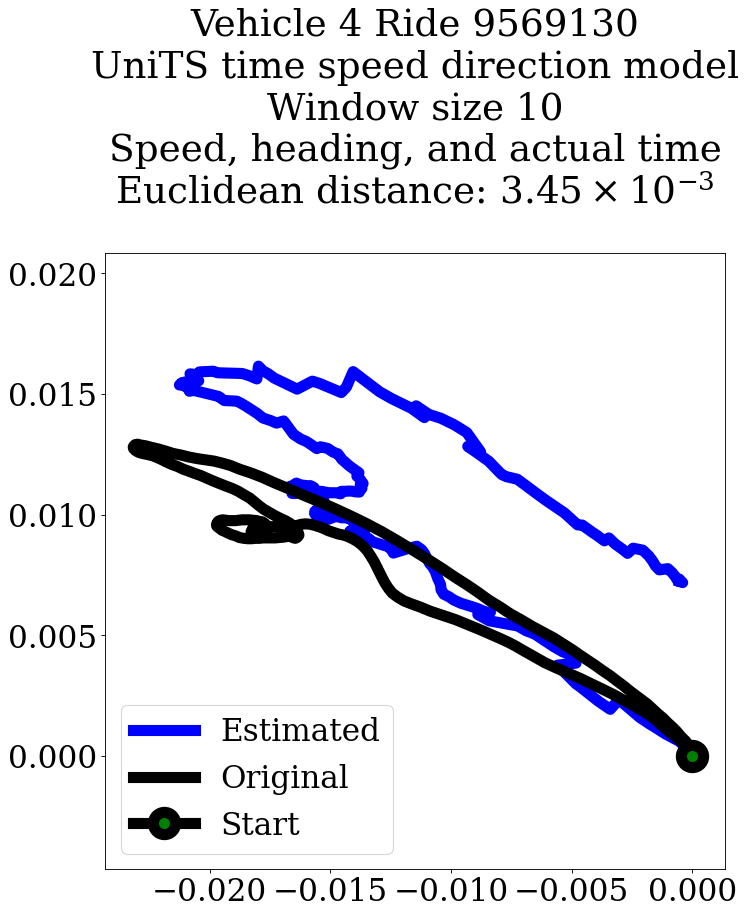 Vehicle 4 Ride 9569130
UniTS time speed direction model
Window size 10
Speed, heading, and actual time
Euclidean distance: 3.45 × 10⁻³
0.020
0.015
0.010
0.005
0.000
Estimated
Original
Start
−0.020 −0.015 −0.010 −0.005 0.000